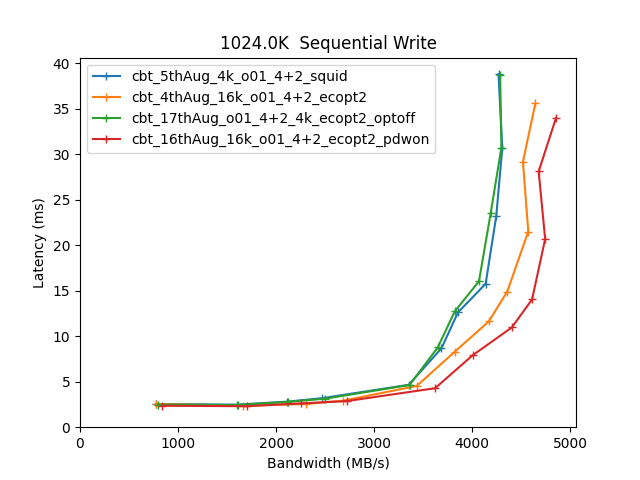 1024.0K  Sequential Write
cbt_5thAug_4k_o01_4+2_squid
cbt_4thAug_16k_o01_4+2_ecopt2
cbt_17thAug_o01_4+2_4k_ecopt2_optoff
cbt_16thAug_16k_o01_4+2_ecopt2_pdwon
Latency (ms)
40
35
30
25
20
15
10
5
0
0 1000 2000 3000 4000 5000
Bandwidth (MB/s)